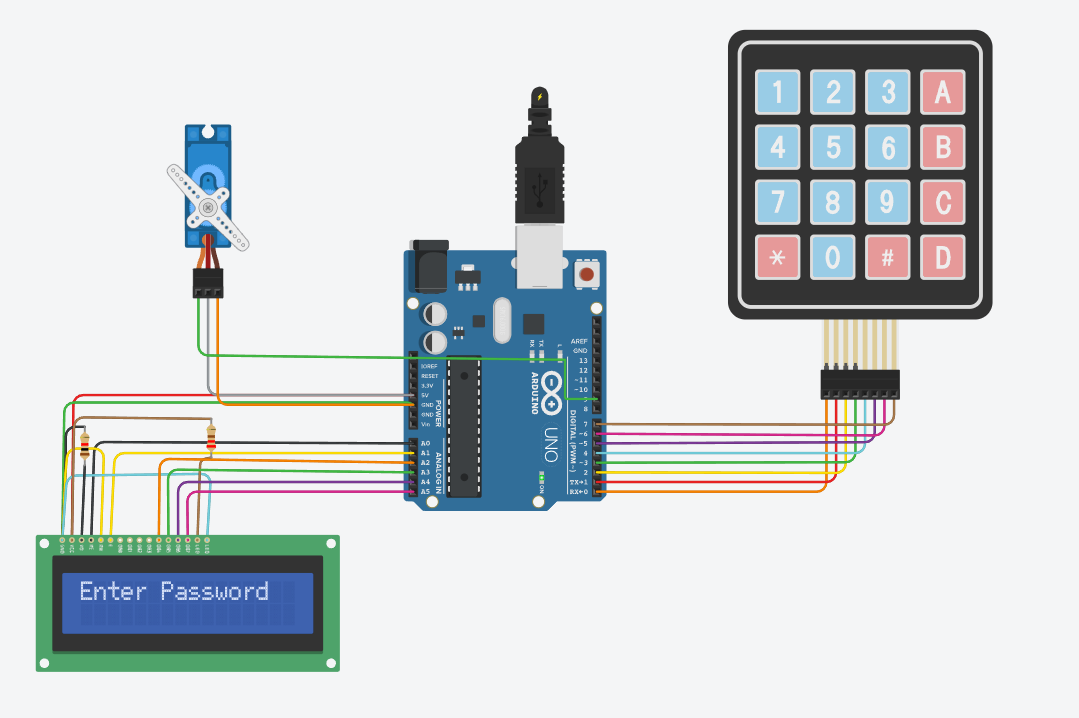 1 2 3 A
4 5 6 B
7 8 9 C
* 0 # D
AREF
GND
13
12
~11
~10
9
8
7
~6
~5
4
~3
2
TX→1
RX←0
DIGITAL (PWM~)
IOREF
RESET
3.3V
5V
GND
GND
Vin
POWER
A0
A1
A2
A3
A4
A5
ANALOG IN
RX
TX
L
ARDUINO
UNO
ON
Enter Password